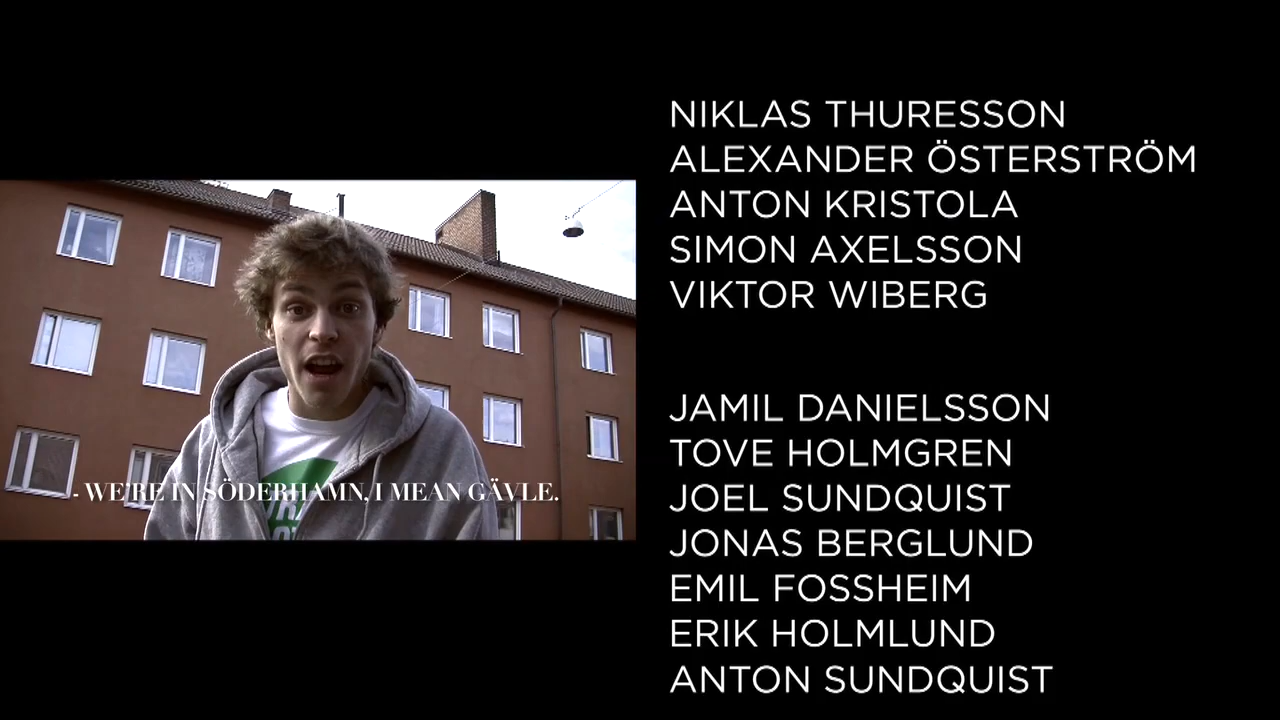 NIKLAS THURESSON
ALEXANDER ÖSTERSTRÖM
ANTON KRISTOLA
SIMON AXELSSON
VIKTOR WIBERG
JAMIL DANIELSSON
TOVE HOLMGREN
JOEL SUNDQUIST
JONAS BERGLUND
EMIL FOSSHEIM
ERIK HOLMLUND
ANTON SUNDQUIST
- WE'RE IN SÖDERHAMN, I MEAN GÄVLE.